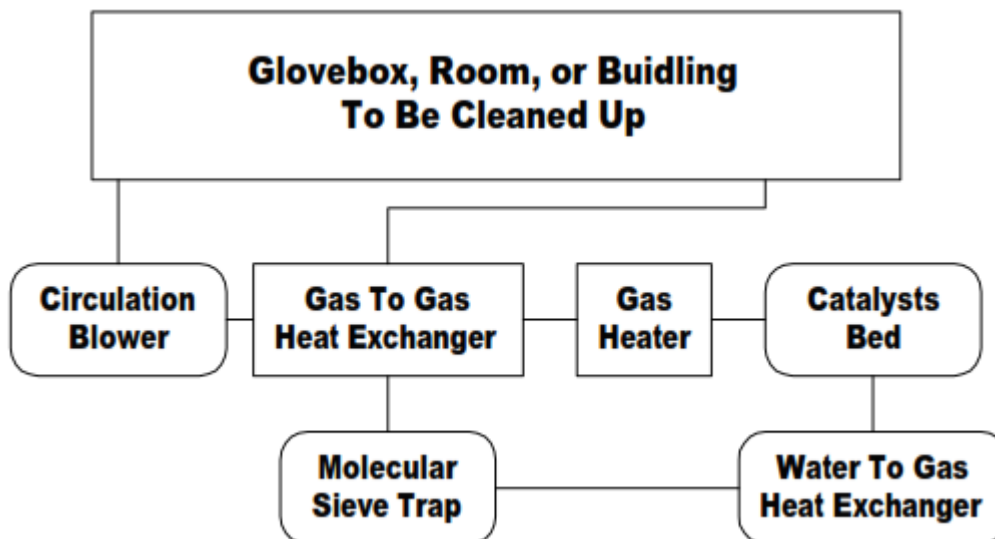 Glovebox, Room, or Buidling
To Be Cleaned Up
Circulation
Blower
Gas To Gas
Heat Exchanger
Gas
Heater
Catalysts
Bed
Molecular
Sieve Trap
Water To Gas
Heat Exchanger